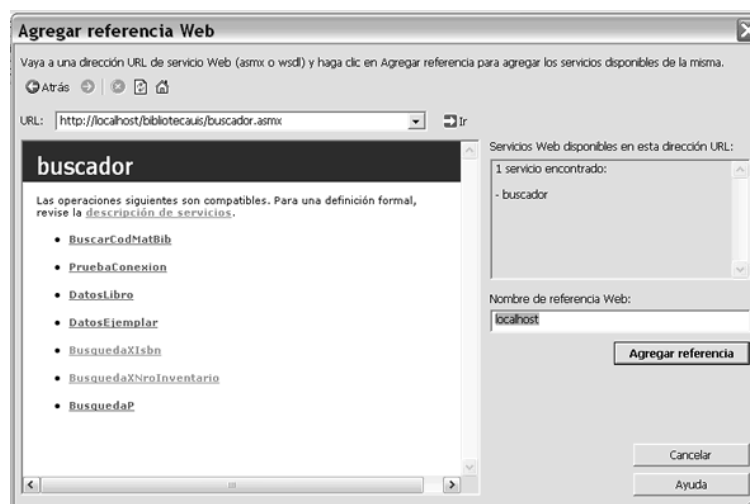 Agregar referencia Web
Vaya a una dirección URL de servicio Web (asmx o wsdl) y haga clic en Agregar referencia para agregar los servicios disponibles de la misma.
Atrás
URL: http://localhost/bibliotecauis/buscador.asmx Ir
buscador
Las operaciones siguientes son compatibles. Para una definición formal,
revise la descripción de servicios.
• BuscarCodMatBib
• PruebaConexion
• DatosLibro
• DatosEjemplar
• BusquedaXIsbn
• BusquedaXNroInventario
• BusquedaP
Servicios Web disponibles en esta dirección URL:
1 servicio encontrado:
- buscador
Nombre de referencia Web:
localhost
Agregar referencia
Cancelar
Ayuda